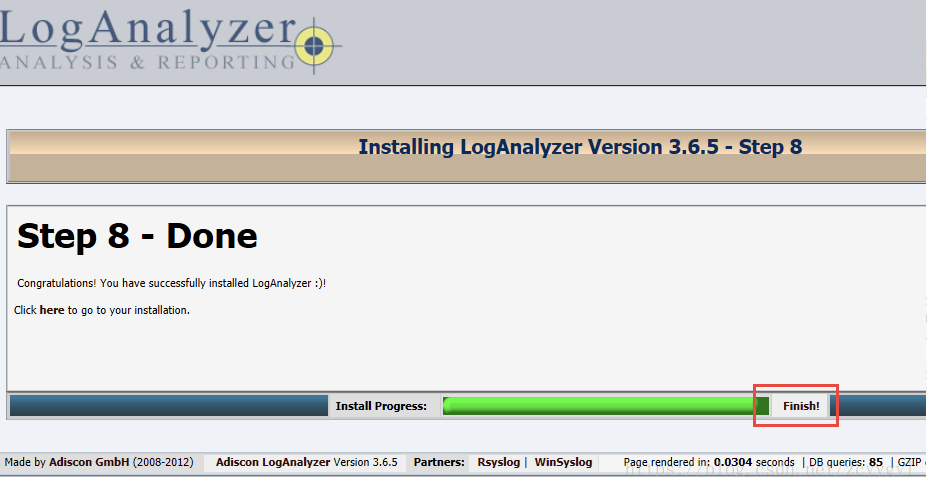 LogAnalyzer
ANALYSIS & REPORTING
Installing LogAnalyzer Version 3.6.5 - Step 8
Step 8 - Done
Congratulations! You have successfully installed LogAnalyzer :)!
Click here to go to your installation.
Install Progress: Finish!
Made by Adiscon GmbH (2008-2012) Adiscon LogAnalyzer Version 3.6.5 Partners: Rsyslog | WinSyslog Page rendered in: 0.0304 seconds | DB queries: 85 | GZIP